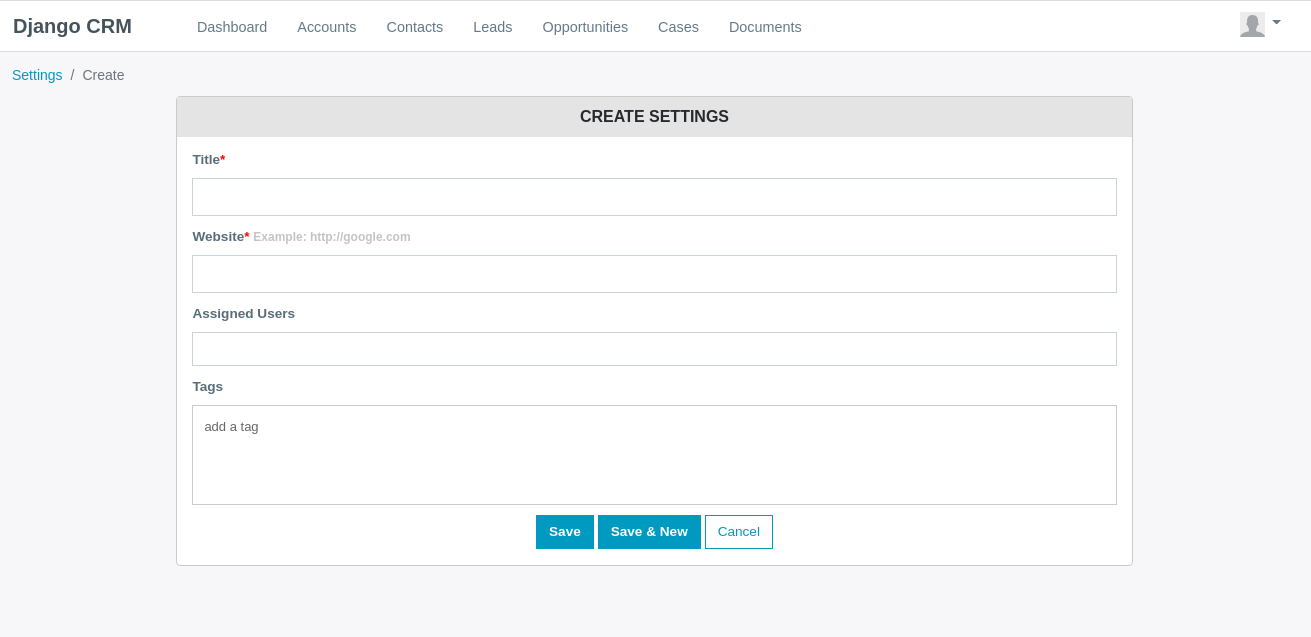 Django CRM Dashboard Accounts Contacts Leads Opportunities Cases Documents
Settings / Create
CREATE SETTINGS
Title*
Website* Example: http://google.com
Assigned Users
Tags
add a tag
Save Save & New Cancel